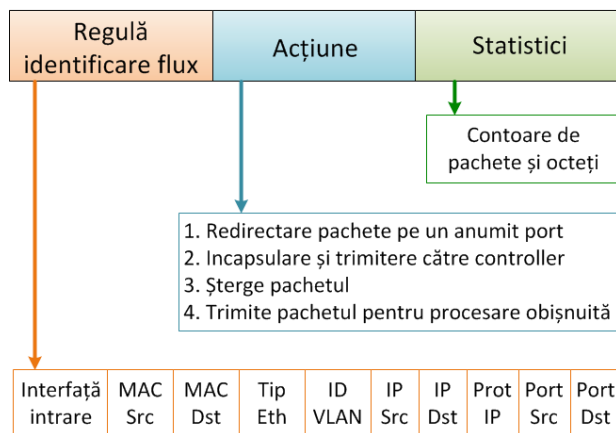 Regulă
identificare flux
Acțiune
Statistici
Contoare de
pachete și octeți
1. Redirectare pachete pe un anumit port
2. Incapsulare și trimitere către controller
3. Șterge pachetul
4. Trimite pachetul pentru procesare obișnuită
Interfață
intrare
MAC
Src
MAC
Dst
Tip
Eth
ID
VLAN
IP
Src
IP
Dst
Prot
IP
Port
Src
Port
Dst